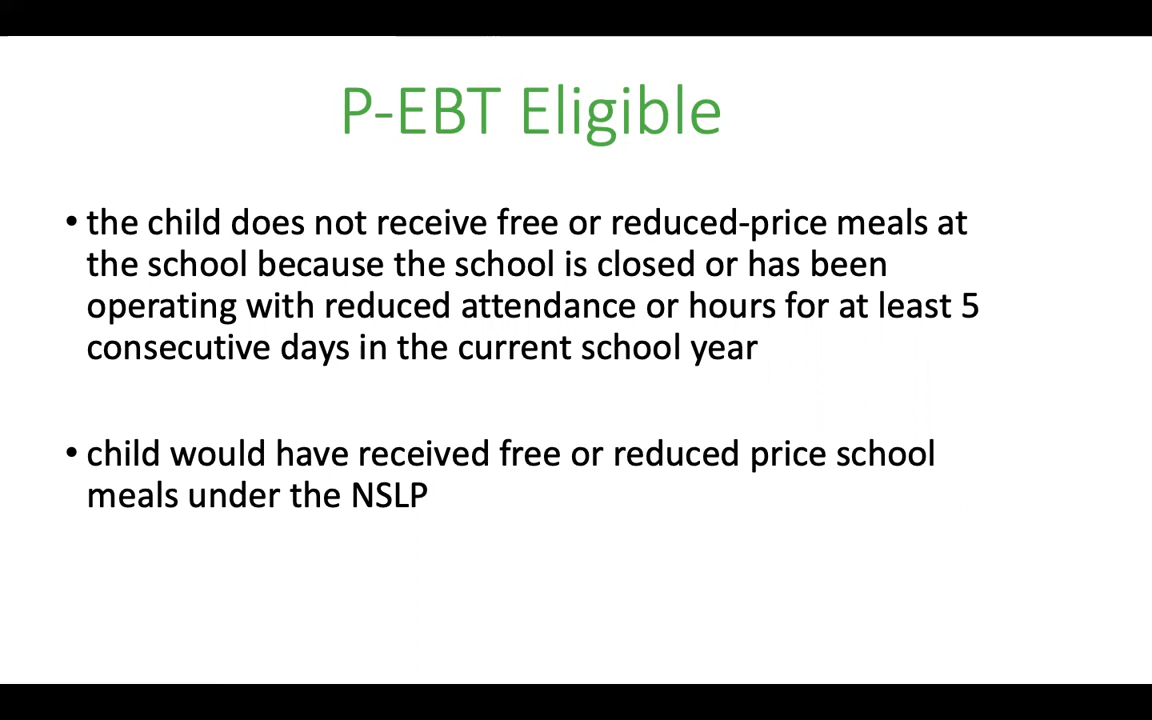 P-EBT Eligible
• the child does not receive free or reduced-price meals at
the school because the school is closed or has been
operating with reduced attendance or hours for at least 5
consecutive days in the current school year
• child would have received free or reduced price school
meals under the NSLP